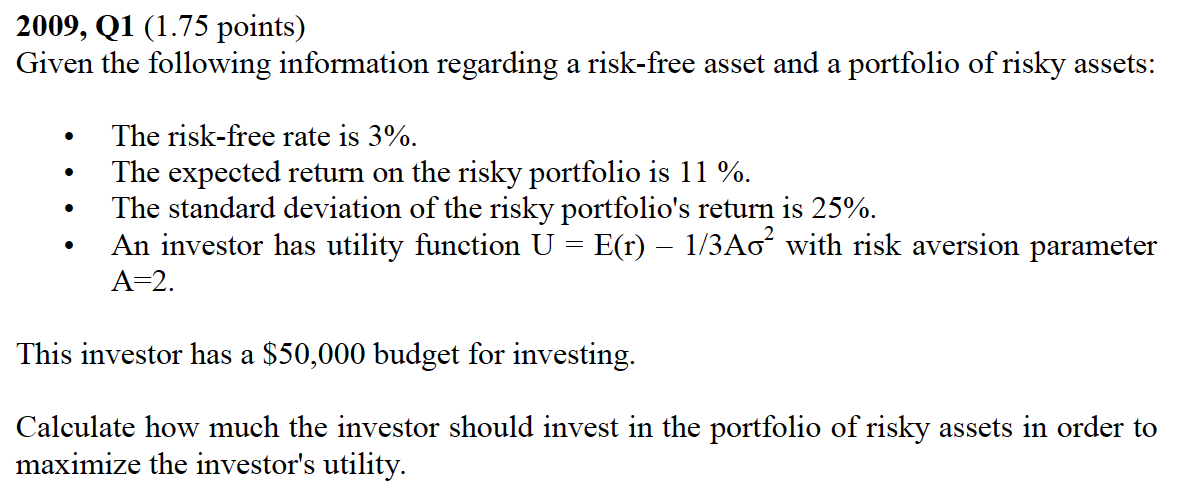 2009, Q1 (1.75 points)
Given the following information regarding a risk-free asset and a portfolio of risky assets:
• The risk-free rate is 3%.
• The expected return on the risky portfolio is 11 %.
• The standard deviation of the risky portfolio's return is 25%.
• An investor has utility function U = E(r) – 1/3Aσ² with risk aversion parameter
A=2.
This investor has a $50,000 budget for investing.
Calculate how much the investor should invest in the portfolio of risky assets in order to
maximize the investor's utility.